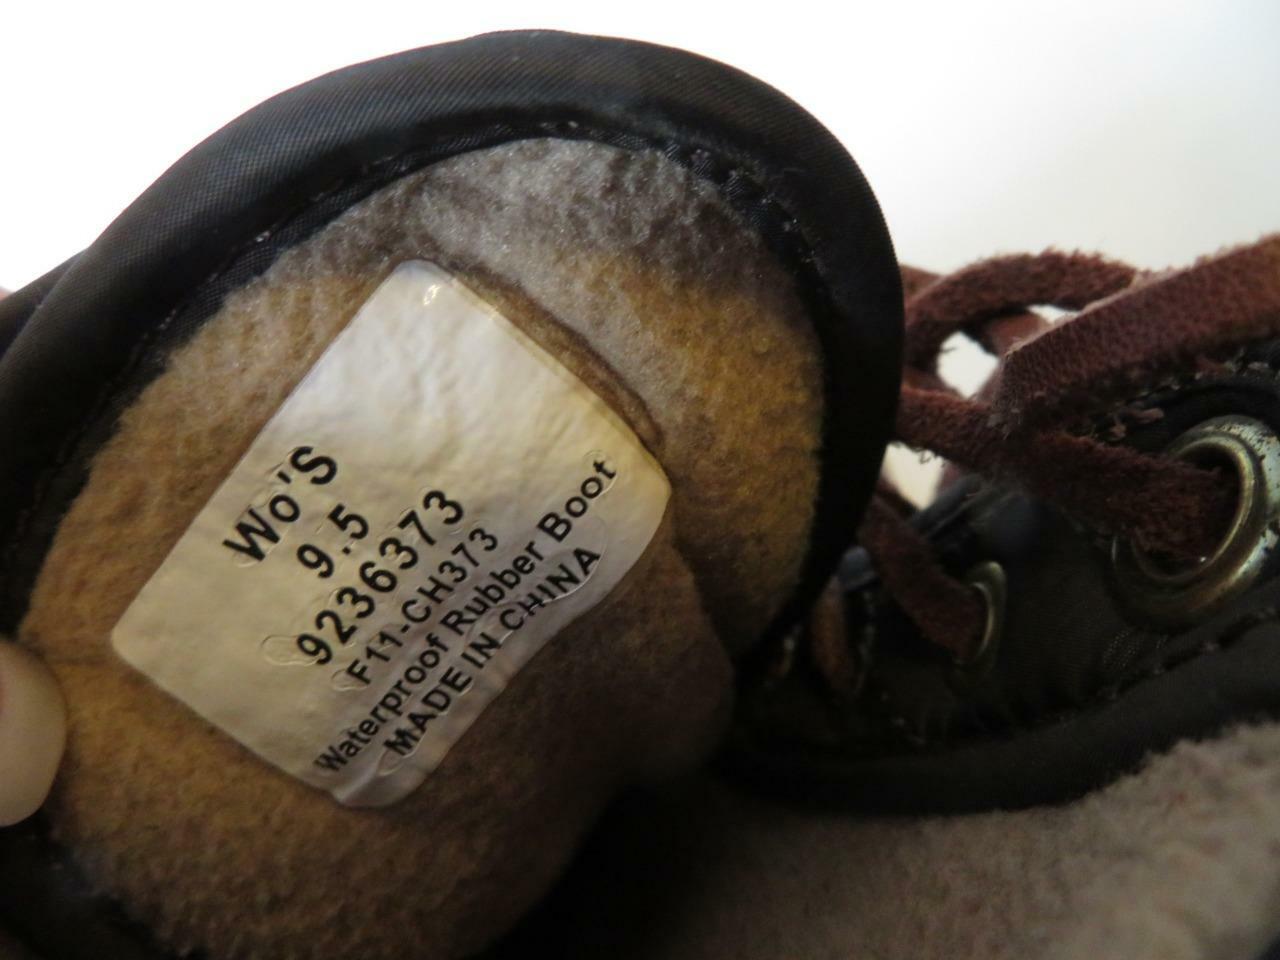 Wo'S
9.5
9236373
F11-CH373
Waterproof Rubber Boot
MADE IN CHINA